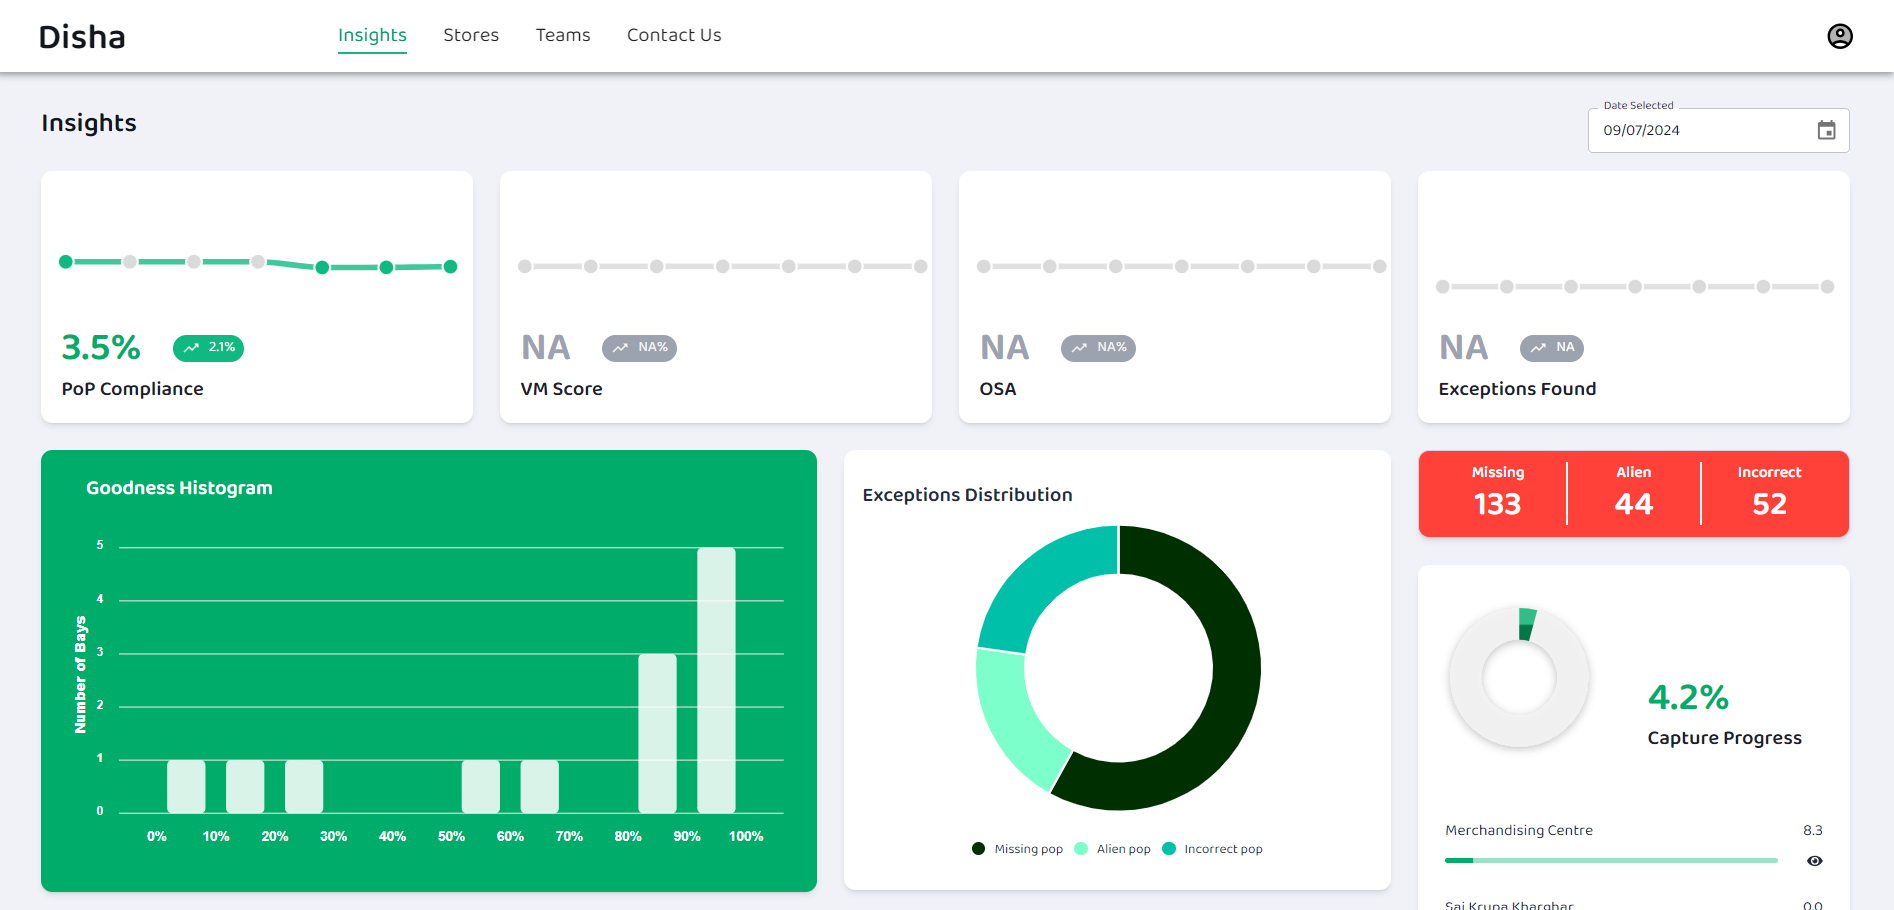 Disha
Insights Stores Teams Contact Us
Insights
Date Selected
09/07/2024
3.5% 2.1%
PoP Compliance
NA NA%
VM Score
NA NA%
OSA
NA NA
Exceptions Found
Goodness Histogram
Number of Bays
5
4
3
2
1
0
0% 10% 20% 30% 40% 50% 60% 70% 80% 90% 100%
Exceptions Distribution
Missing pop Alien pop Incorrect pop
Missing Alien Incorrect
133 44 52
4.2%
Capture Progress
Merchandising Centre 8.3
Sai Krupa Kharghar 0.0